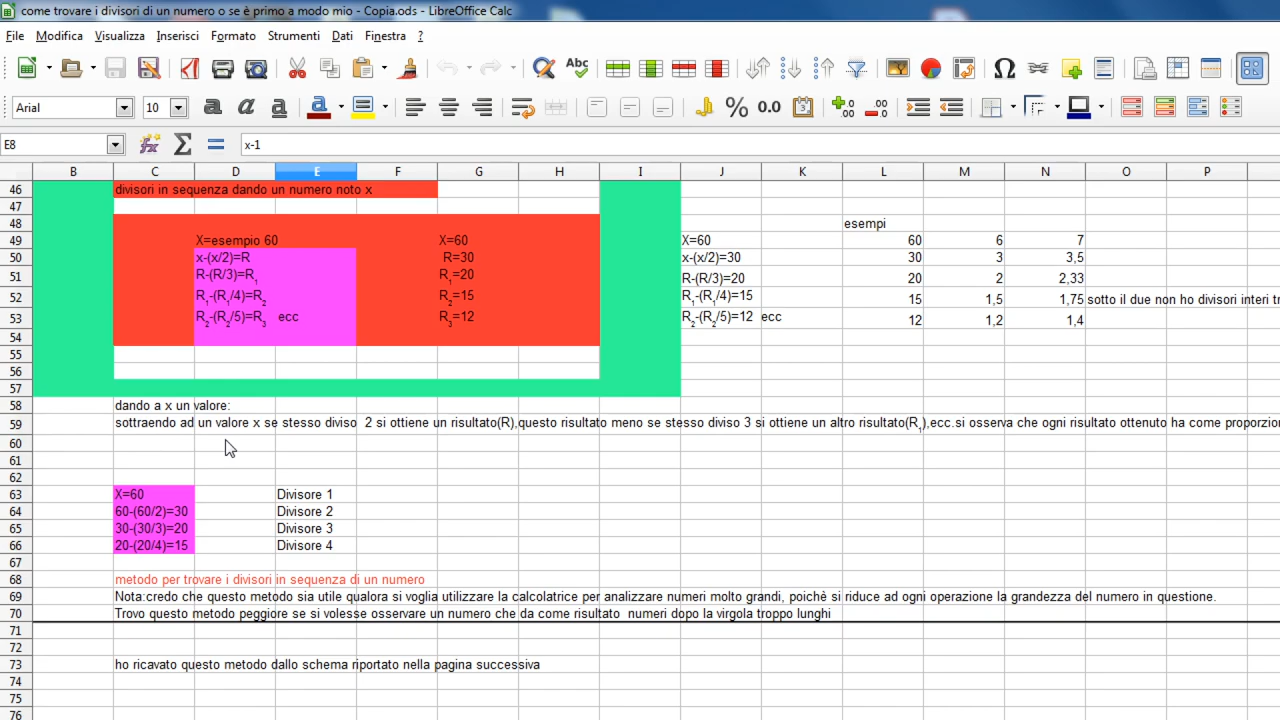 come trovare i divisori di un numero o se è primo a modo mio - Copia.ods - LibreOffice Calc
File Modifica Visualizza Inserisci Formato Strumenti Dati Finestra ?
Abc
Arial 10 a a a a % 0.0
E8 x-1
B C D E F G H I J K L M N O P
46 divisori in sequenza dando un numero noto x
47
48 esempi
49 X=esempio 60 X=60 X=60 60 6 7
50 x-(x/2)=R R=30 x-(x/2)=30 30 3 3,5
51 R-(R/3)=R₁ R₁=20 R-(R/3)=20 20 2 2,33
52 R₁-(R₁/4)=R₂ R₂=15 R₁-(R₁/4)=15 15 1,5 1,75 sotto il due non ho divisori interi
53 R₂-(R₂/5)=R₃ ecc R₃=12 R₂-(R₂/5)=12 ecc 12 1,2 1,4
54
55
56
57
58 dando a x un valore:
59 sottraendo ad un valore x se stesso diviso 2 si ottiene un risultato(R),questo risultato meno se stesso diviso 3 si ottiene un altro risultato(R₁),ecc.si osserva che ogni risultato ottenuto ha come
60
61
62
63 X=60 Divisore 1
64 60-(60/2)=30 Divisore 2
65 30-(30/3)=20 Divisore 3
66 20-(20/4)=15 Divisore 4
67
68 metodo per trovare i divisori in sequenza di un numero
69 Nota:credo che questo metodo sia utile qualora si voglia utilizzare la calcolatrice per analizzare numeri molto grandi, poichè si riduce ad ogni operazione la grandezza del numero in questione.
70 Trovo questo metodo peggiore se si volesse osservare un numero che da come risultato numeri dopo la virgola troppo lunghi
71
72
73 ho ricavato questo metodo dallo schema riportato nella pagina successiva
74
75
76